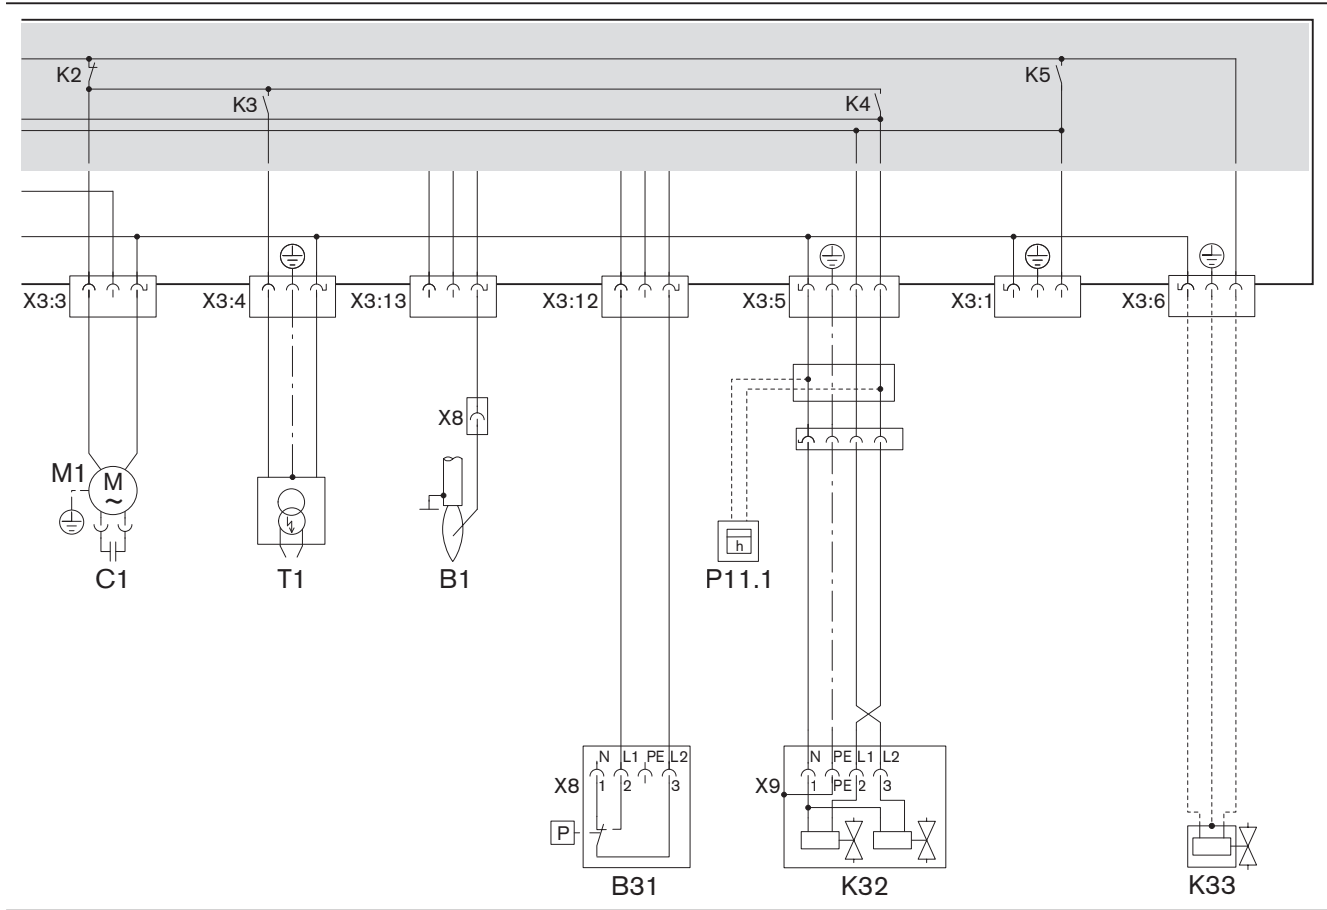 K2
K5
K3
K4
X3:3
X3:4
X3:13
X3:12
X3:5
X3:1
X3:6
X8
M1
M
~
h
C1
T1
B1
P11.1
N L1 PE L2
N PE L1 L2
X8
1 2 3
X9
1 PE 2 3
P
B31
K32
K33